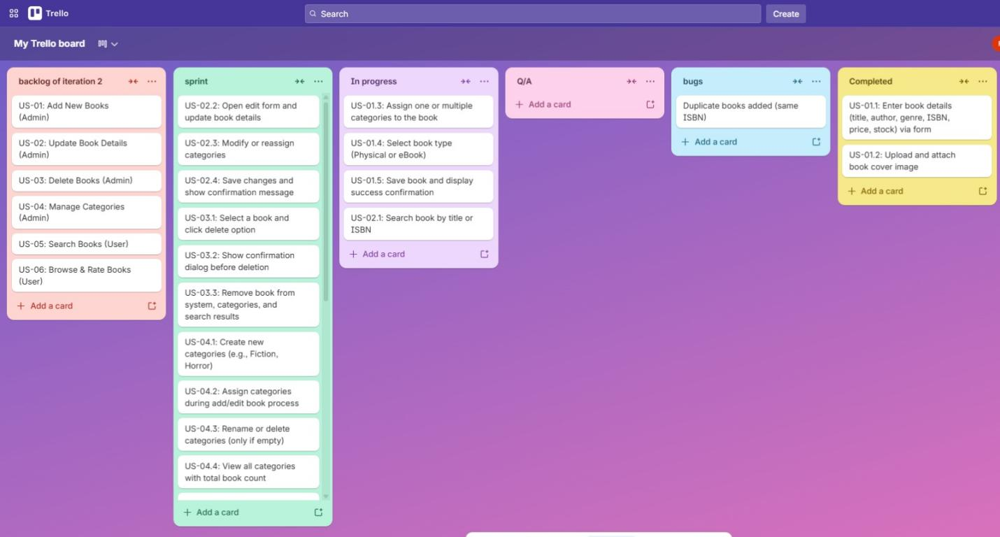 Trello
Search
Create
My Trello board
backlog of iteration 2
US-01: Add New Books
(Admin)
US-02: Update Book Details
(Admin)
US-03: Delete Books (Admin)
US-04: Manage Categories
(Admin)
US-05: Search Books (User)
US-06: Browse & Rate Books
(User)
Add a card
sprint
US-02.2: Open edit form and
update book details
US-02.3: Modify or reassign
categories
US-02.4: Save changes and
show confirmation message
US-03.1: Select a book and
click delete option
US-03.2: Show confirmation
dialog before deletion
US-03.3: Remove book from
system, categories, and
search results
US-04.1: Create new
categories (e.g., Fiction,
Horror)
US-04.2: Assign categories
during add/edit book process
US-04.3: Rename or delete
categories (only if empty)
US-04.4: View all categories
with total book count
Add a card
In progress
US-01.3: Assign one or multiple
categories to the book
US-01.4: Select book type
(Physical or eBook)
US-01.5: Save book and display
success confirmation
US-02.1: Search book by title or
ISBN
Add a card
Q/A
Add a card
bugs
Duplicate books added (same
ISBN)
Add a card
Completed
US-01.1: Enter book details
(title, author, genre, ISBN,
price, stock) via form
US-01.2: Upload and attach
book cover image
Add a card